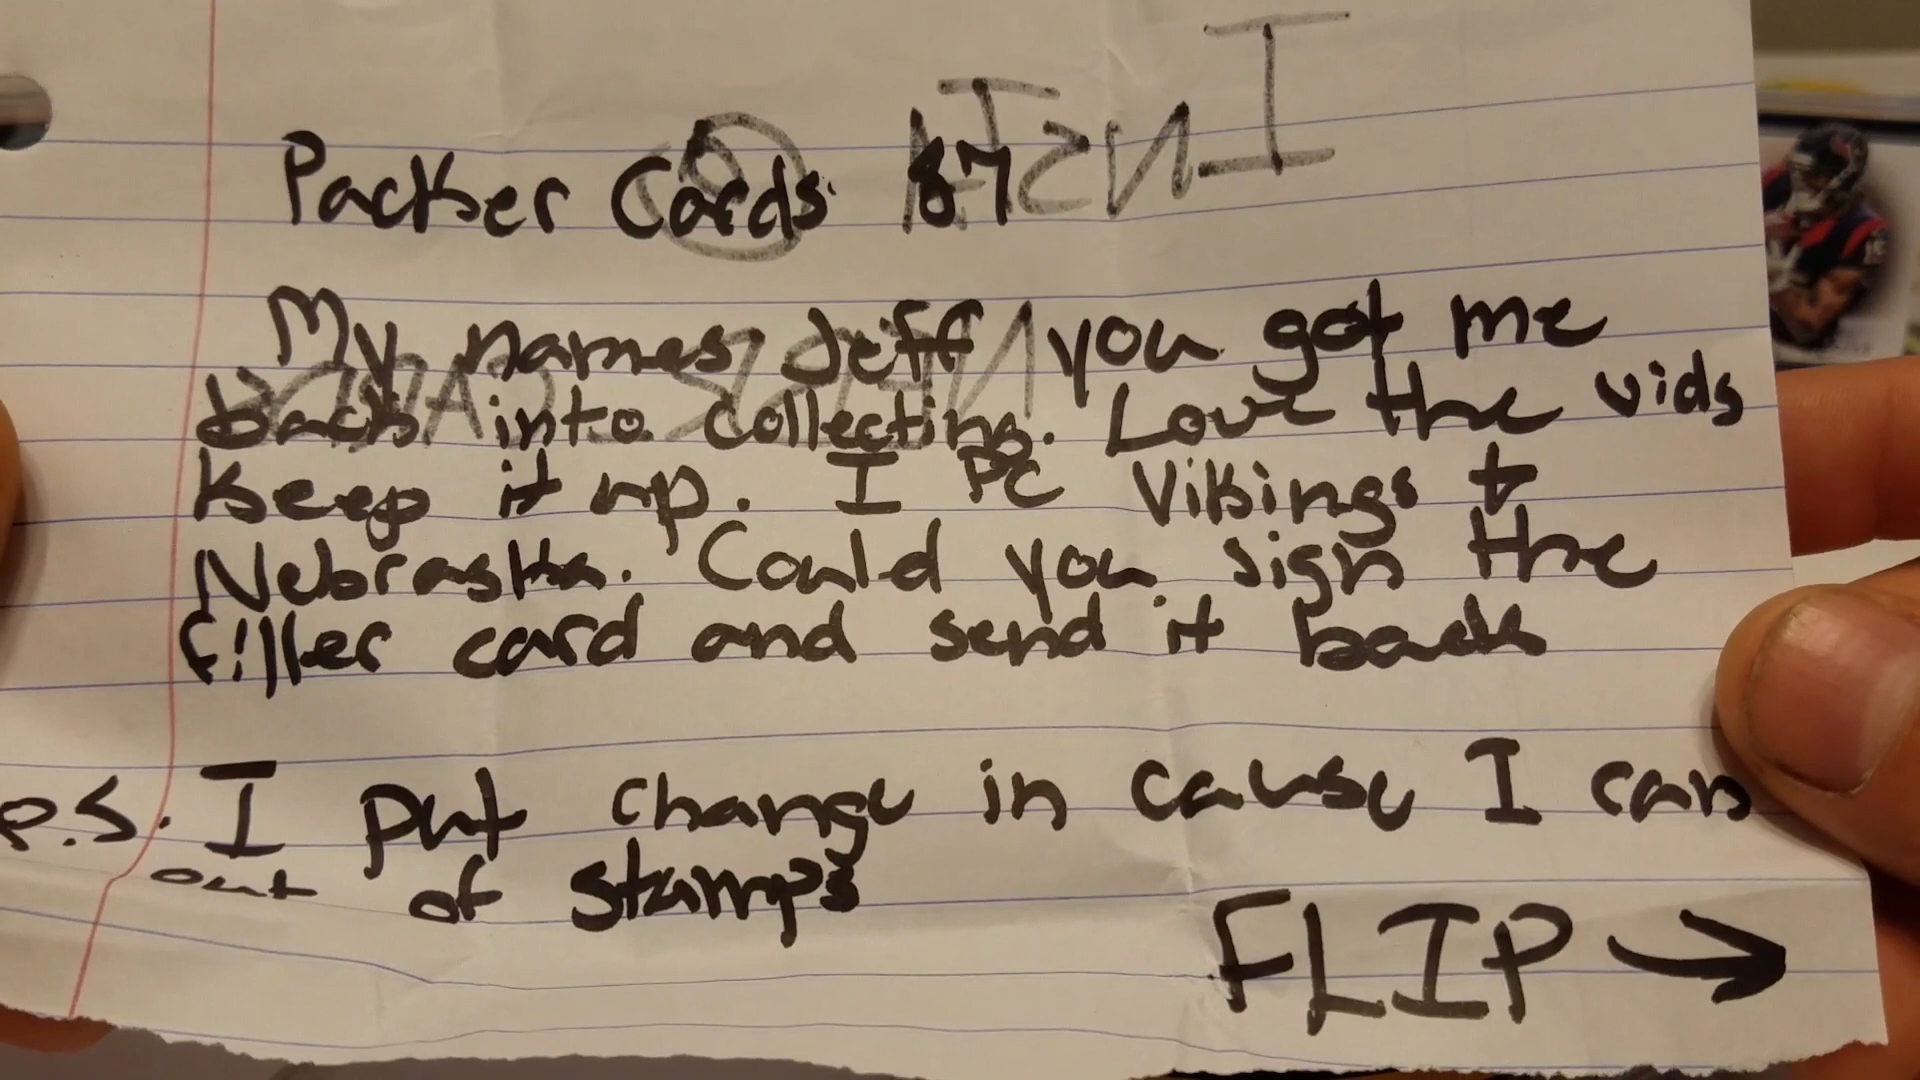 Packer Cards 87
My names Jeff you got me
back into collecting. Love the vids
keep it up. I PC Vikings +
Nebraska. Could you sign the
filler card and send it back
P.S. I put change in cause I ran
out of stamps
FLIP →